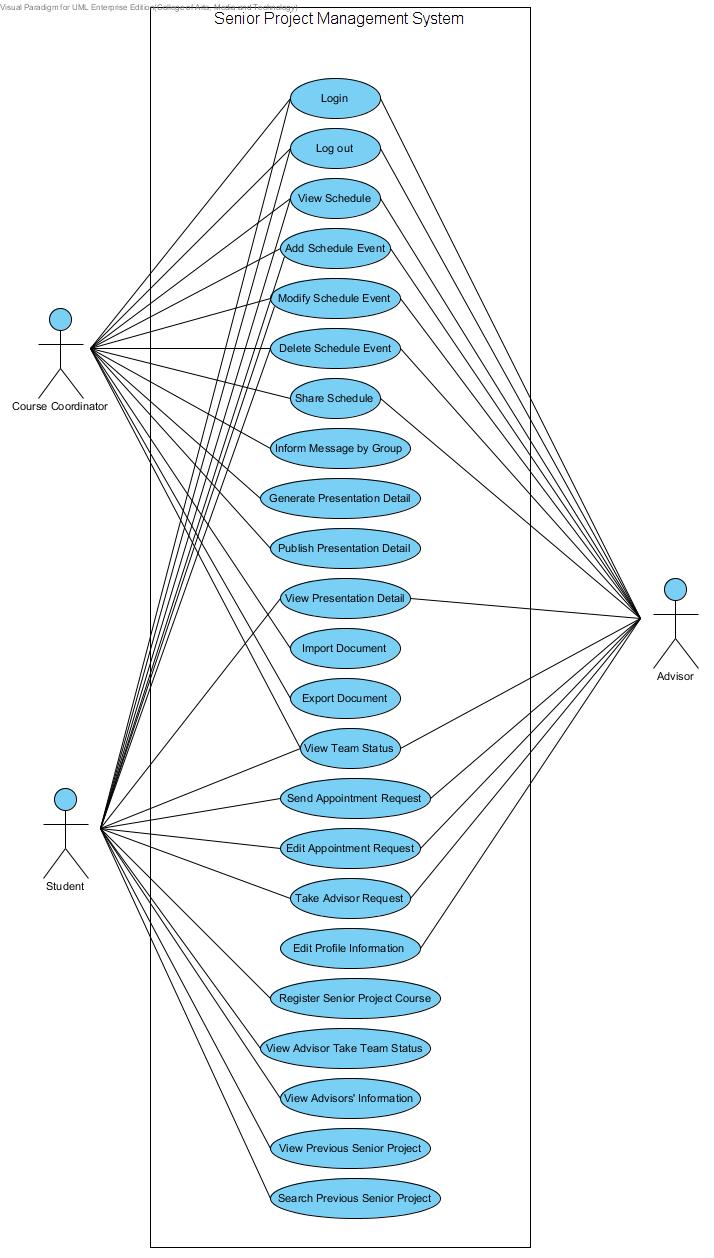 Visual Paradigm for UML Enterprise Edition(College of Arts, Media and Technology)
Senior Project Management System
Login
Log out
View Schedule
Add Schedule Event
Modify Schedule Event
Delete Schedule Event
Share Schedule
Course Coordinator
Inform Message by Group
Generate Presentation Detail
Publish Presentation Detail
View Presentation Detail
Import Document
Advisor
Export Document
View Team Status
Send Appointment Request
Edit Appointment Request
Student
Take Advisor Request
Edit Profile Information
Register Senior Project Course
View Advisor Take Team Status
View Advisors' Information
View Previous Senior Project
Search Previous Senior Project